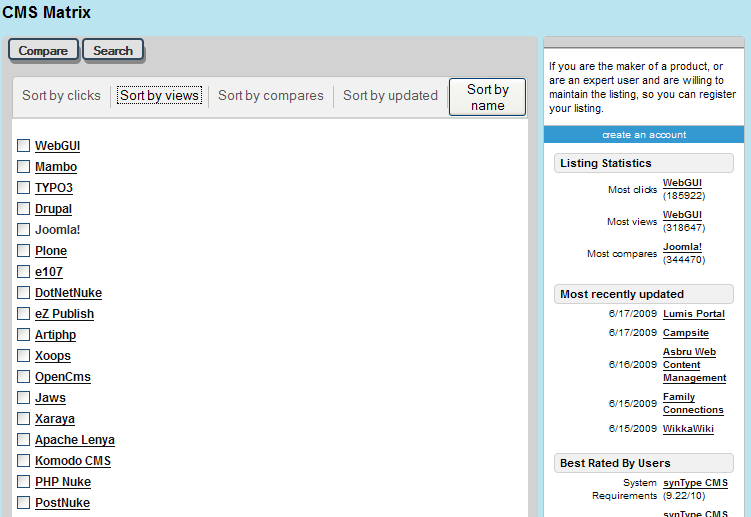 CMS Matrix
Compare Search
Sort by clicks Sort by views Sort by compares Sort by updated Sort by
name
WebGUI
Mambo
TYPO3
Drupal
Joomla!
Plone
e107
DotNetNuke
eZ Publish
Artiphp
Xoops
OpenCms
Jaws
Xaraya
Apache Lenya
Komodo CMS
PHP Nuke
PostNuke
If you are the maker of a product, or
are an expert user and are willing to
maintain the listing, so you can register
your listing.
create an account
Listing Statistics
Most clicks WebGUI
(185922)
Most views WebGUI
(318647)
Most compares Joomla!
(344470)
Most recently updated
6/17/2009 Lumis Portal
6/17/2009 Campsite
6/16/2009 Asbru Web
Content
Management
6/15/2009 Family
Connections
6/15/2009 WikkaWiki
Best Rated By Users
System synType CMS
Requirements (9.22/10)
synType CMS